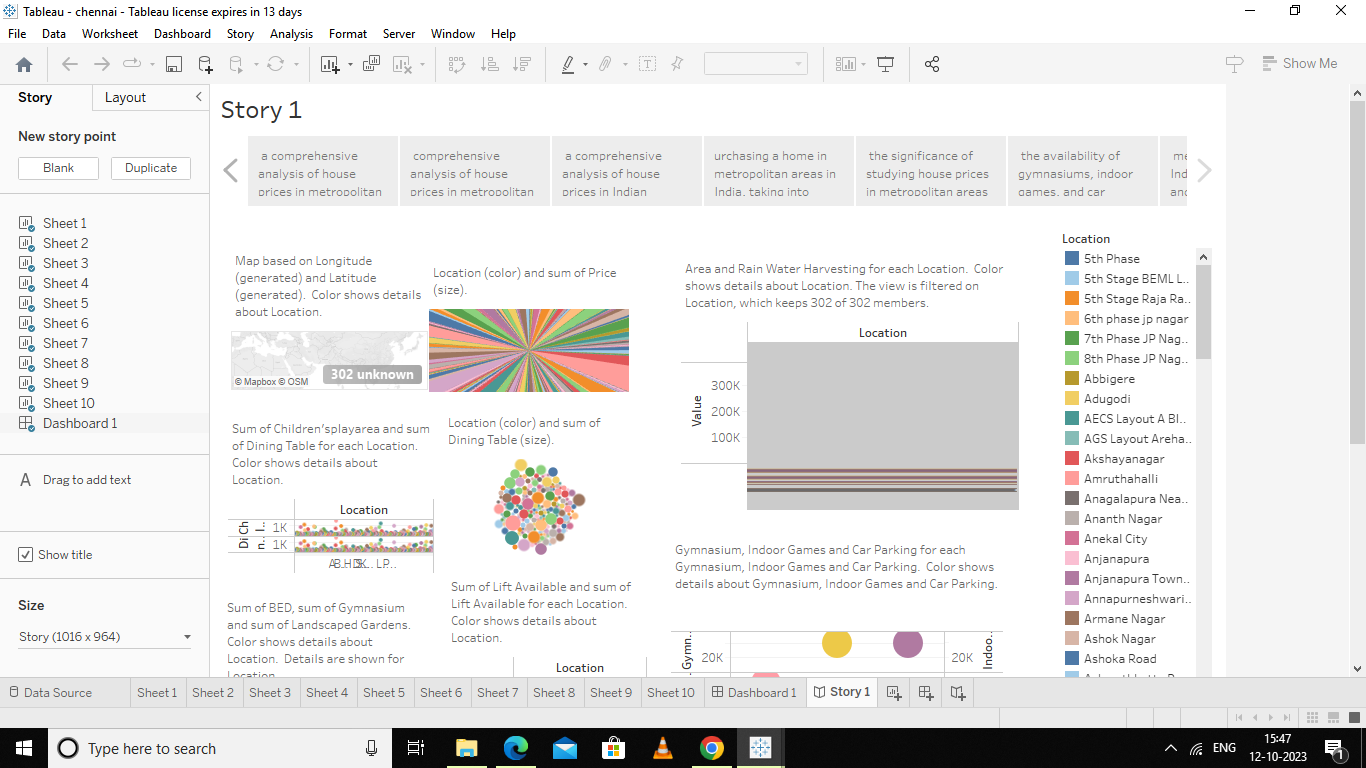 Tableau - chennai - Tableau license expires in 13 days
File Data Worksheet Dashboard Story Analysis Format Server Window Help
Show Me
Story Layout
New story point
Blank Duplicate
Sheet 1
Sheet 2
Sheet 3
Sheet 4
Sheet 5
Sheet 6
Sheet 7
Sheet 8
Sheet 9
Sheet 10
Dashboard 1
A Drag to add text
Show title
Size
Story (1016 x 964)
Story 1
a comprehensive
analysis of house
prices in metropolitan
comprehensive
analysis of house
prices in metropolitan
a comprehensive
analysis of house
prices in Indian
urchasing a home in
metropolitan areas in
India, taking into
the significance of
studying house prices
in metropolitan areas
the availability of
gymnasiums, indoor
games, and car
me
Ind
and
Map based on Longitude
(generated) and Latitude
(generated). Color shows details
about Location.
© Mapbox © OSM
302 unknown
Location (color) and sum of Price
(size).
Area and Rain Water Harvesting for each Location. Color
shows details about Location. The view is filtered on
Location, which keeps 302 of 302 members.
Location
Value
300K
200K
100K
Sum of Children'splayarea and sum
of Dining Table for each Location.
Color shows details about
Location.
Location
Ch
1K
Di
1K
Location (color) and sum of
Dining Table (size).
Sum of BED, sum of Gymnasium
and sum of Landscaped Gardens.
Color shows details about
Location. Details are shown for
Location.
Sum of Lift Available and sum of
Lift Available for each Location.
Color shows details about
Location.
Location
Gymnasium, Indoor Games and Car Parking for each
Gymnasium, Indoor Games and Car Parking. Color shows
details about Gymnasium, Indoor Games and Car Parking.
Gymn..
20K
20K
Indoo..
Location
5th Phase
5th Stage BEML L..
5th Stage Raja Ra..
6th phase jp nagar
7th Phase JP Nag..
8th Phase JP Nag..
Abbigere
Adugodi
AECS Layout A Bl..
AGS Layout Areha..
Akshayanagar
Amruthahalli
Anagalapura Nea..
Ananth Nagar
Anekal City
Anjanapura
Anjanapura Town..
Annapurneshwari..
Armane Nagar
Ashok Nagar
Ashoka Road
Data Source Sheet 1 Sheet 2 Sheet 3 Sheet 4 Sheet 5 Sheet 6 Sheet 7 Sheet 8 Sheet 9 Sheet 10 Dashboard 1 Story 1
Type here to search
ENG
15:47
12-10-2023
1